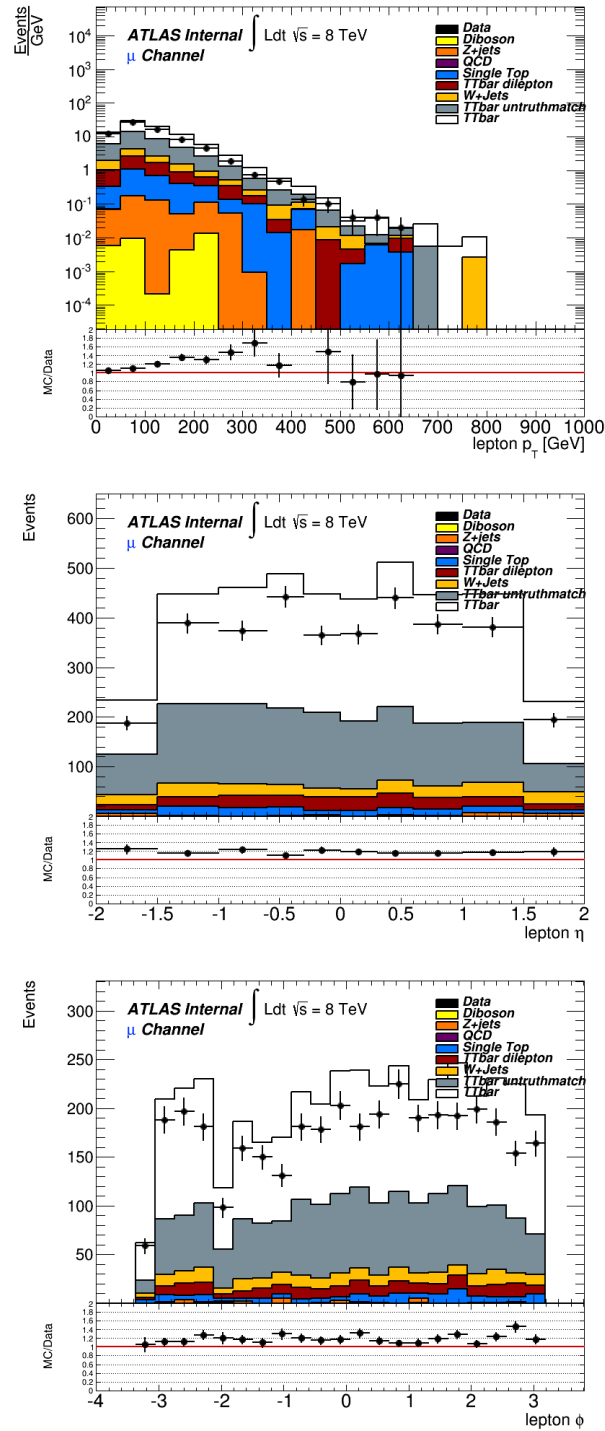 Events
GeV
10⁴
10³
10²
10
1
10⁻¹
10⁻²
10⁻³
10⁻⁴
ATLAS Internal ∫ Ldt √s = 8 TeV
μ Channel
Data
Diboson
Z+jets
QCD
Single Top
TTbar dilepton
W+Jets
TTbar untruthmatch
TTbar
MC/Data
2
1.8
1.6
1.4
1.2
1
0.8
0.6
0.4
0.2
0
0 100 200 300 400 500 600 700 800 900 1000
lepton p_T [GeV]
Events
600
500
400
300
200
100
ATLAS Internal ∫ Ldt √s = 8 TeV
μ Channel
Data
Diboson
Z+jets
QCD
Single Top
TTbar dilepton
W+Jets
TTbar untruthmatch
TTbar
MC/Data
2
1.8
1.6
1.4
1.2
1
0.8
0.6
0.4
0.2
0
-2 -1.5 -1 -0.5 0 0.5 1 1.5 2
lepton η
Events
300
250
200
150
100
50
ATLAS Internal ∫ Ldt √s = 8 TeV
μ Channel
Data
Diboson
Z+jets
QCD
Single Top
TTbar dilepton
W+Jets
TTbar untruthmatch
TTbar
MC/Data
2
1.8
1.6
1.4
1.2
1
0.8
0.6
0.4
0.2
0
-4 -3 -2 -1 0 1 2 3
lepton ϕ